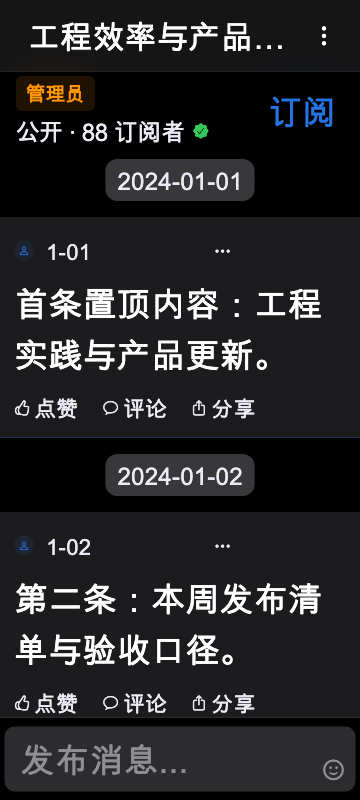 工程效率与产品...
管理员
公开 · 88 订阅者
订阅
2024-01-01
1-01
首条置顶内容：工程
实践与产品更新。
点赞 评论 分享
2024-01-02
1-02
第二条：本周发布清
单与验收口径。
点赞 评论 分享
发布消息...